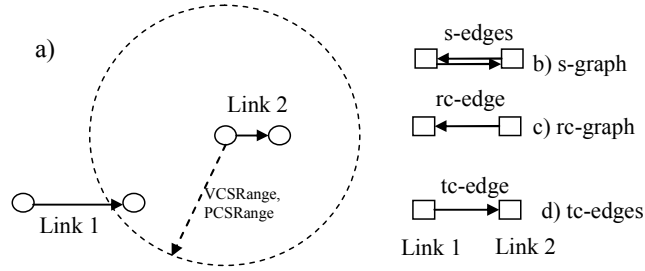 a)
Link 2
VCSRange,
PCSRange
Link 1
s-edges
b) s-graph
rc-edge
c) rc-graph
tc-edge
d) tc-edges
Link 1 Link 2